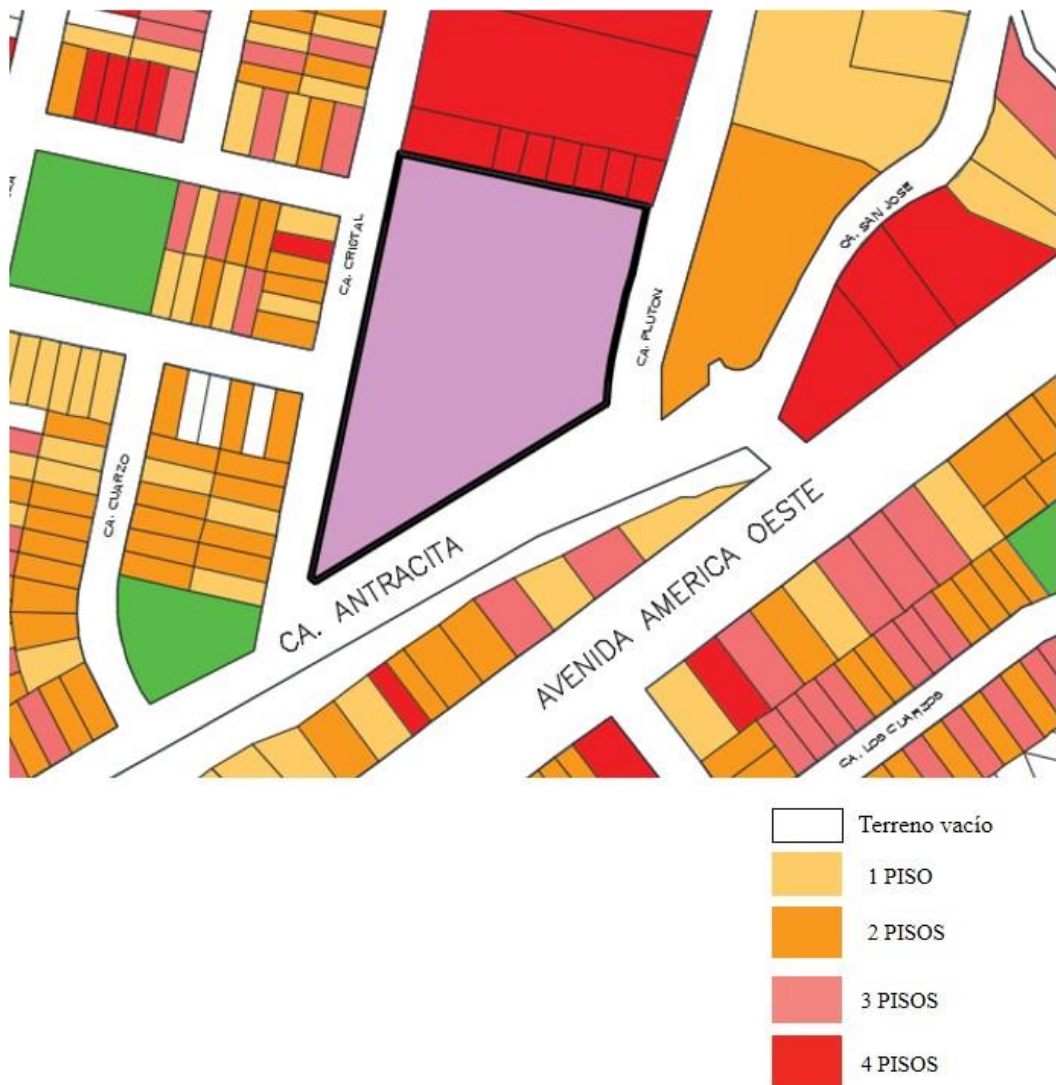 CA. CRISTAL
CA. SAN JOSE
CA. PLUTON
CA. CUARZO
CA. ANTRACITA
AVENIDA AMERICA OESTE
CA. LOS CUARZOS
Terreno vacío
1 PISO
2 PISOS
3 PISOS
4 PISOS